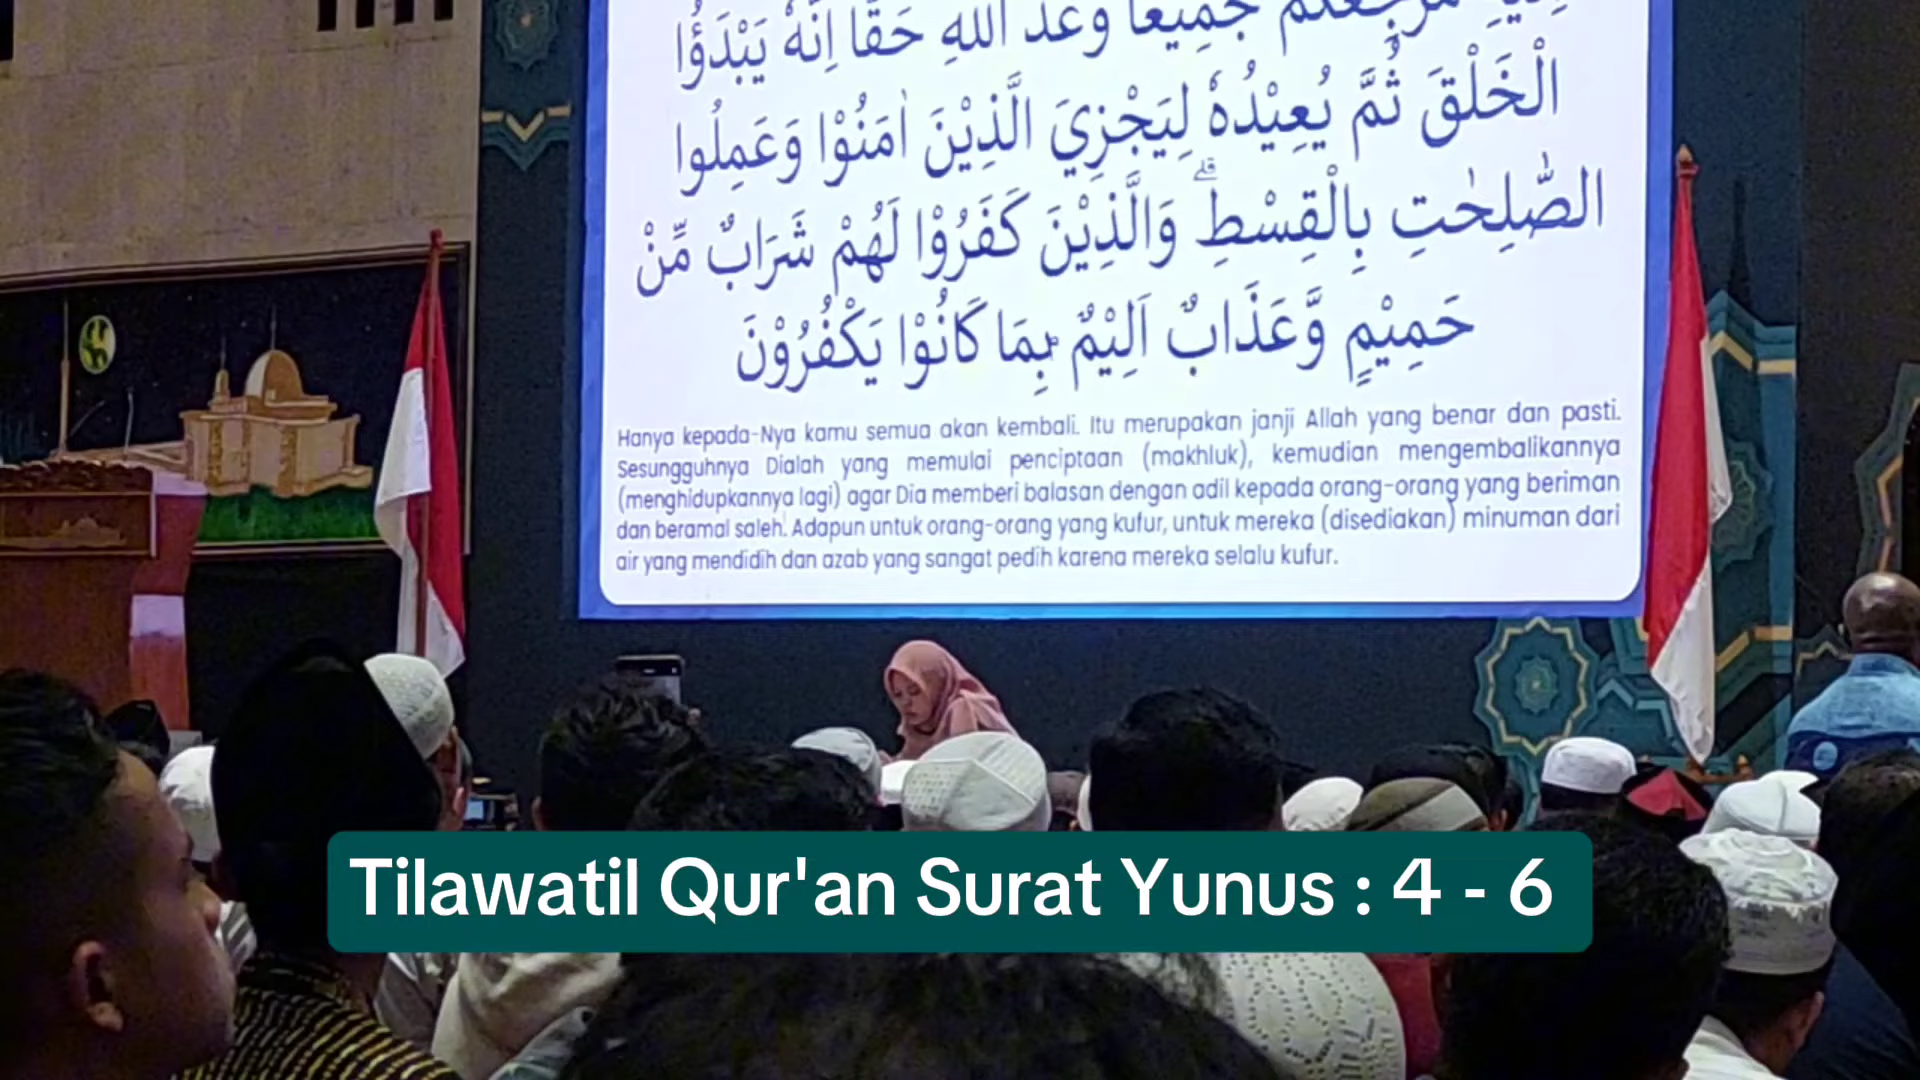 اِلَيْهِ مَرْجِعُكُمْ جَمِيْعًا وَعْدَ اللّٰهِ حَقًّا اِنَّهٗ يَبْدَؤُا
الْخَلْقَ ثُمَّ يُعِيْدُهٗ لِيَجْزِيَ الَّذِيْنَ اٰمَنُوْا وَعَمِلُوا
الصّٰلِحٰتِ بِالْقِسْطِۗ وَالَّذِيْنَ كَفَرُوْا لَهُمْ شَرَابٌ مِّنْ
حَمِيْمٍ وَّعَذَابٌ اَلِيْمٌۢ بِمَا كَانُوْا يَكْفُرُوْنَ
Hanya kepada-Nya kamu semua akan kembali. Itu merupakan janji Allah yang benar dan pasti.
Sesungguhnya Dialah yang memulai penciptaan (makhluk), kemudian mengembalikannya
(menghidupkannya lagi) agar Dia memberi balasan dengan adil kepada orang-orang yang beriman
dan beramal saleh. Adapun untuk orang-orang yang kufur, untuk mereka (disediakan) minuman dari
air yang mendidih dan azab yang sangat pedih karena mereka selalu kufur.
Tilawatil Qur'an Surat Yunus : 4 - 6